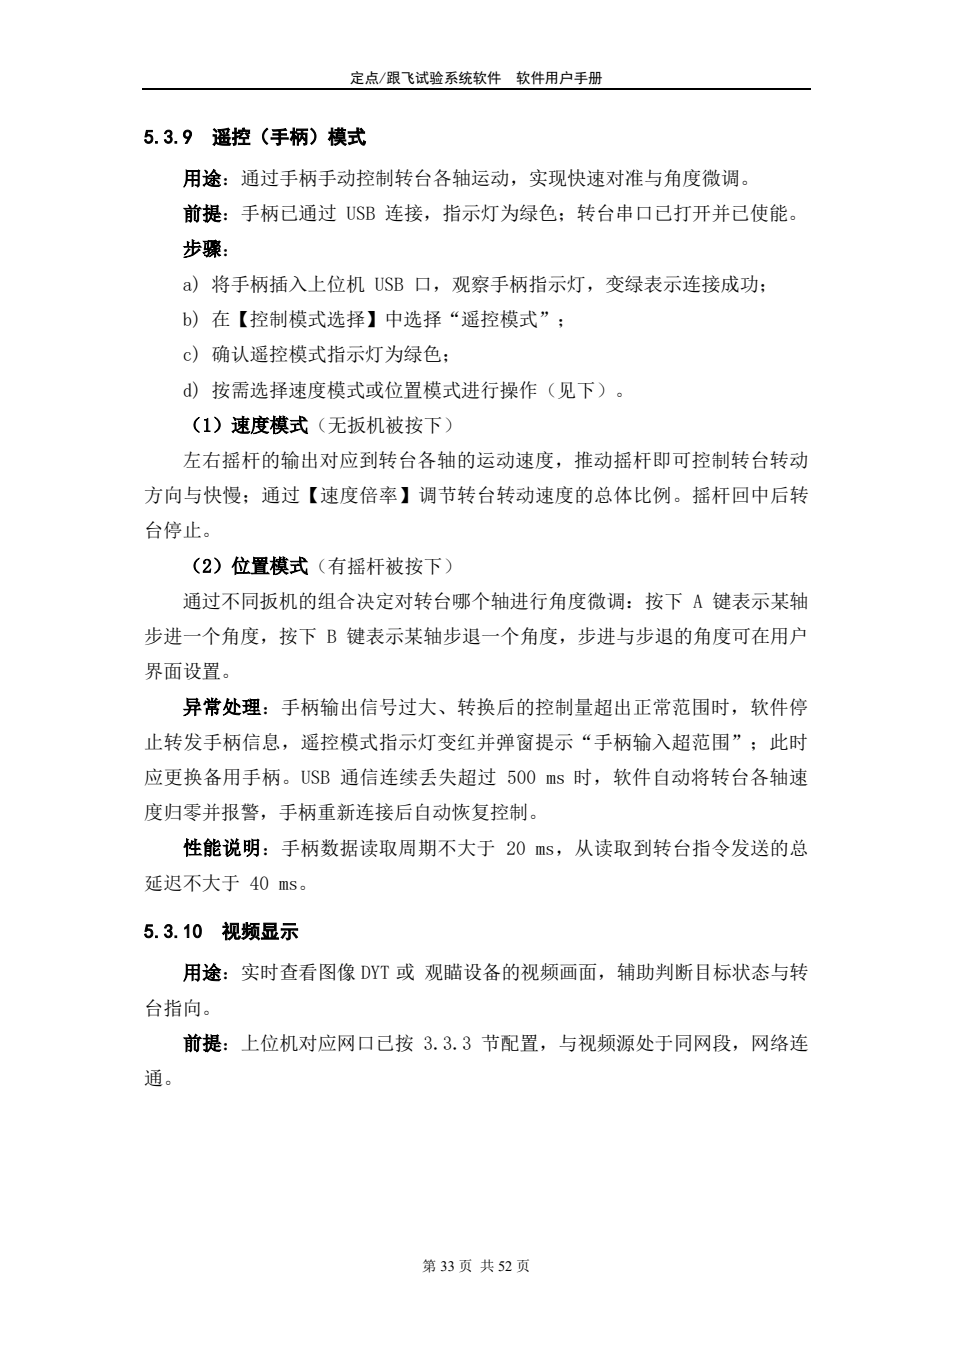 定点/跟飞试验系统软件　软件用户手册
5.3.9　遥控（手柄）模式
用途：通过手柄手动控制转台各轴运动，实现快速对准与角度微调。
前提：手柄已通过 USB 连接，指示灯为绿色；转台串口已打开并已使能。
步骤：
a）将手柄插入上位机 USB 口，观察手柄指示灯，变绿表示连接成功；
b）在【控制模式选择】中选择“遥控模式”；
c）确认遥控模式指示灯为绿色；
d）按需选择速度模式或位置模式进行操作（见下）。
（1）速度模式（无扳机被按下）
左右摇杆的输出对应到转台各轴的运动速度，推动摇杆即可控制转台转动
方向与快慢；通过【速度倍率】调节转台转动速度的总体比例。摇杆回中后转
台停止。
（2）位置模式（有摇杆被按下）
通过不同扳机的组合决定对转台哪个轴进行角度微调：按下 A 键表示某轴
步进一个角度，按下 B 键表示某轴步退一个角度，步进与步退的角度可在用户
界面设置。
异常处理：手柄输出信号过大、转换后的控制量超出正常范围时，软件停
止转发手柄信息，遥控模式指示灯变红并弹窗提示“手柄输入超范围”；此时
应更换备用手柄。USB 通信连续丢失超过 500 ms 时，软件自动将转台各轴速
度归零并报警，手柄重新连接后自动恢复控制。
性能说明：手柄数据读取周期不大于 20 ms，从读取到转台指令发送的总
延迟不大于 40 ms。
5.3.10　视频显示
用途：实时查看图像 DYT 或 观瞄设备的视频画面，辅助判断目标状态与转
台指向。
前提：上位机对应网口已按 3.3.3 节配置，与视频源处于同网段，网络连
通。
第 33 页 共 52 页